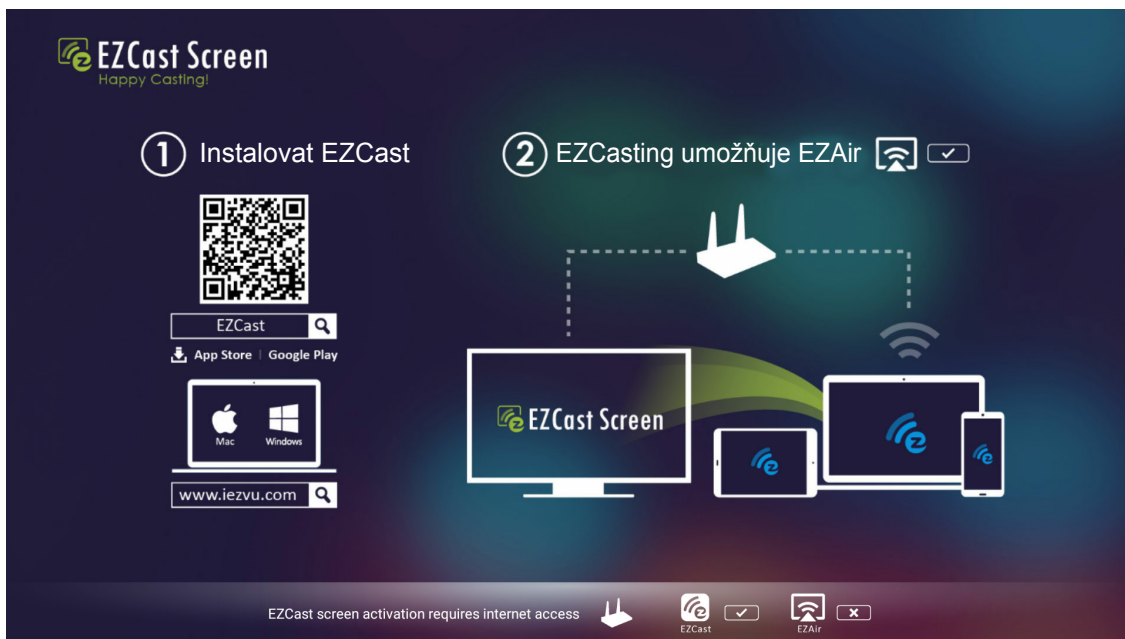 EZCast Screen
Happy Casting!
1 Instalovat EZCast
EZCast
App Store | Google Play
Mac Windows
www.iezvu.com
2 EZCasting umožňuje EZAir
EZCast Screen
EZCast screen activation requires internet access
EZCast
EZAir